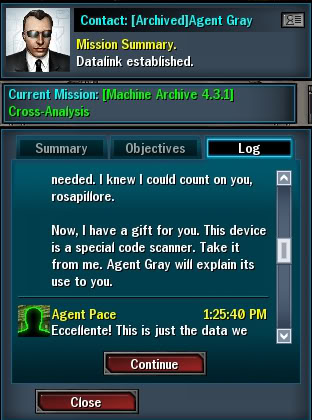 Contact: [Archived]Agent Gray
Mission Summary.
Datalink established.
Current Mission: [Machine Archive 4.3.1]
Cross-Analysis
Summary
Objectives
Log
needed. I knew I could count on you,
rosapillore.
Now, I have a gift for you. This device
is a special code scanner. Take it
from me. Agent Gray will explain its
use to you.
Agent Pace 1:25:40 PM
Eccellente! This is just the data we
Continue
Close